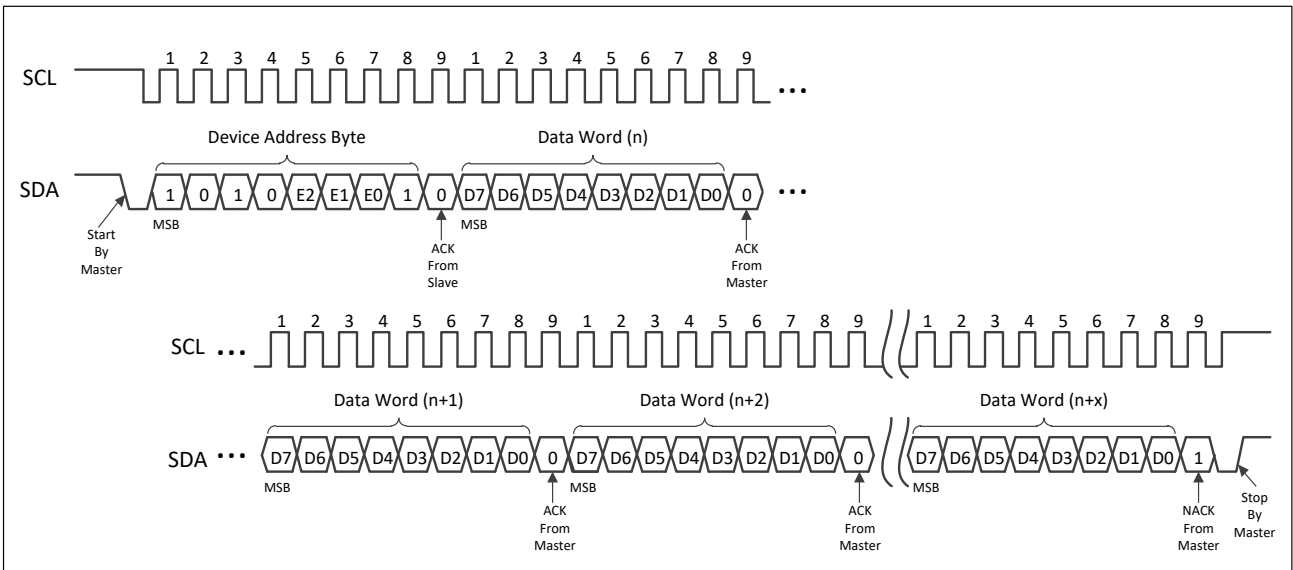 1 2 3 4 5 6 7 8 9 1 2 3 4 5 6 7 8 9
SCL ...
Device Address Byte Data Word (n)
SDA 1 0 1 0 E2 E1 E0 1 0 D7 D6 D5 D4 D3 D2 D1 D0 0 ...
MSB MSB
Start
By
Master
ACK
From
Slave
ACK
From
Master
1 2 3 4 5 6 7 8 9 1 2 3 4 5 6 7 8 9 1 2 3 4 5 6 7 8 9
SCL ...
Data Word (n+1) Data Word (n+2) Data Word (n+x)
SDA ... D7 D6 D5 D4 D3 D2 D1 D0 0 D7 D6 D5 D4 D3 D2 D1 D0 0 D7 D6 D5 D4 D3 D2 D1 D0 1
MSB MSB MSB
ACK
From
Master
ACK
From
Master
NACK
From
Master
Stop
By
Master